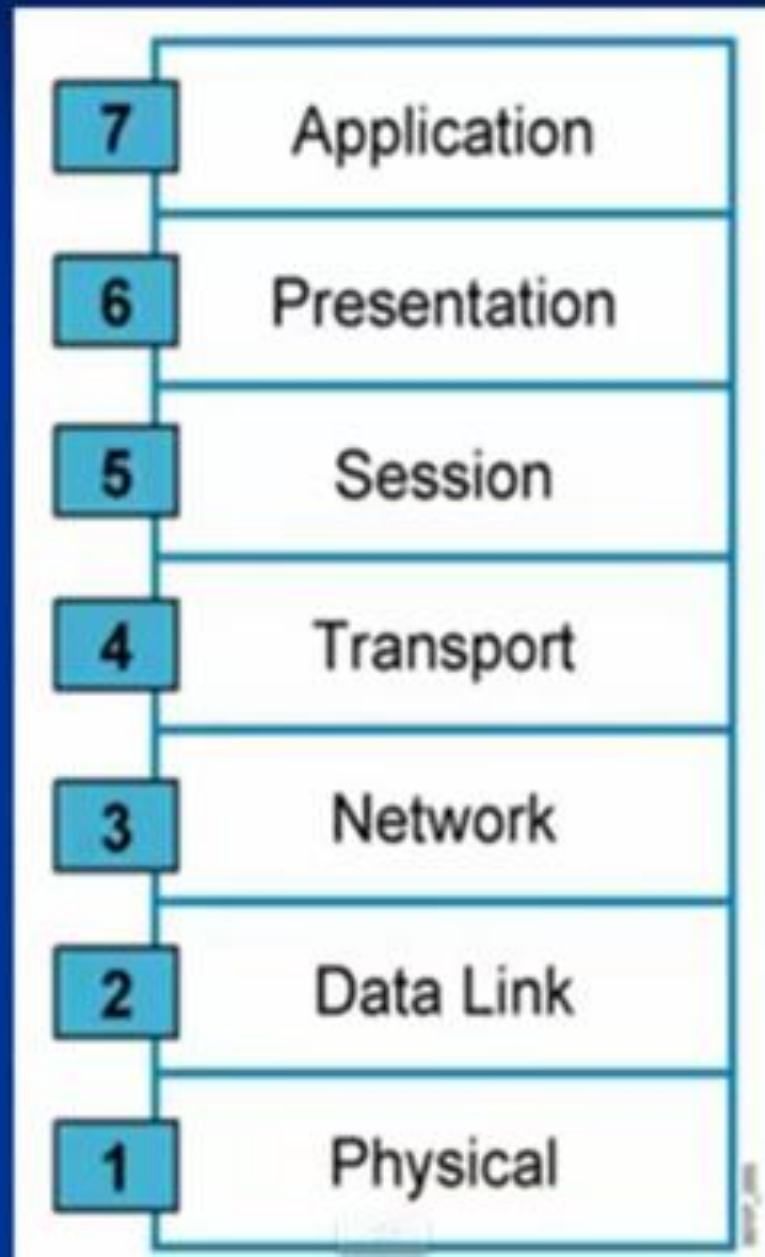 7 Application
6 Presentation
5 Session
4 Transport
3 Network
2 Data Link
1 Physical